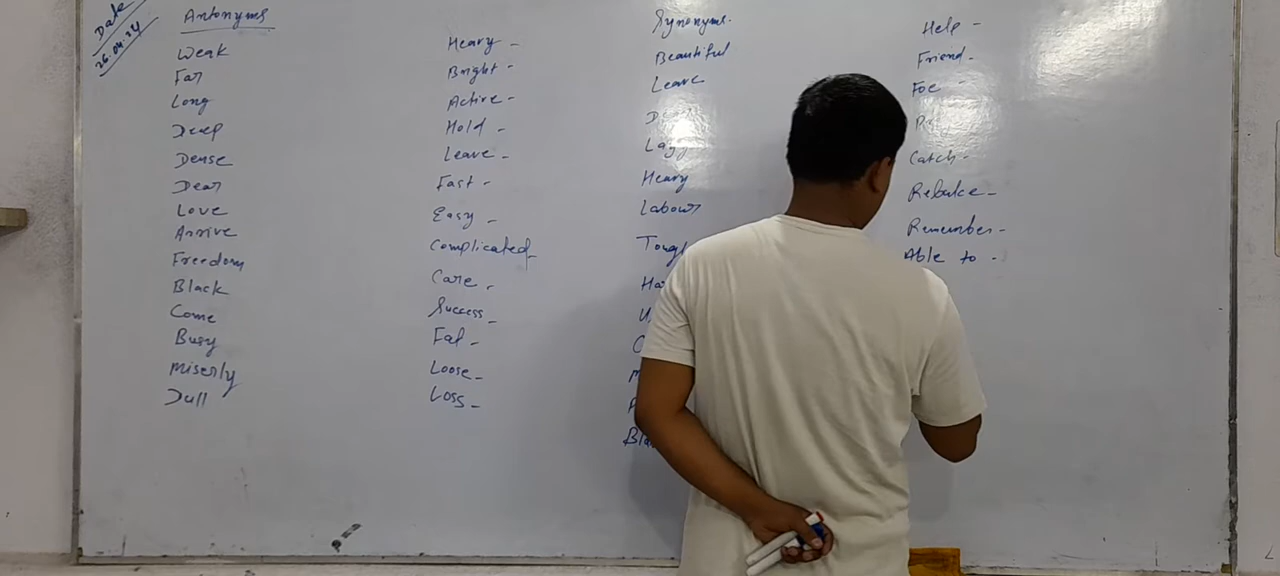 Date
26.04.24
Antonyms
Weak
Far
Long
Deep
Dense
Dear
Love
Arrive
Freedom
Black
Come
Busy
Miserly
Dull
Heavy -
Bright -
Active -
Hold -
Leave -
Fast -
Easy -
Complicated -
Care -
Success -
Fat -
Loose -
Loss -
Synonyms.
Beautiful
Leave
Heavy
Labour
Help -
Friend -
Foe -
Catch -
Rebuke -
Remember -
Able to -